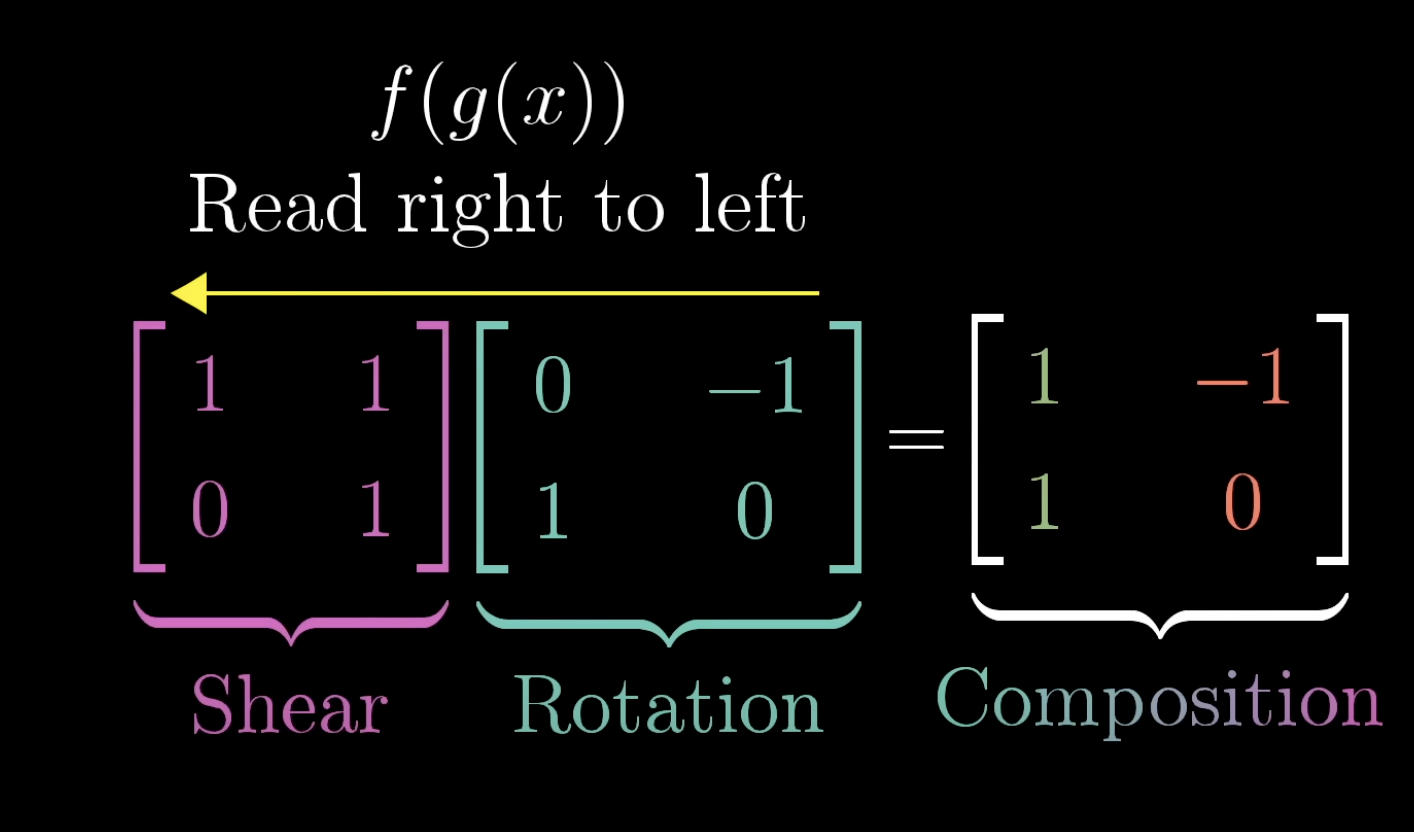 f(g(x))
Read right to left
[1 1] [0 −1] = [1 −1]
[0 1] [1 0] [1 0]
Shear Rotation Composition